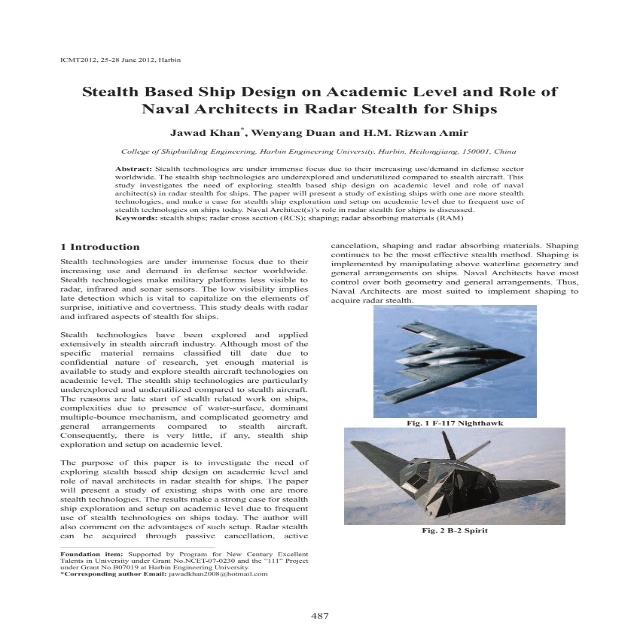 ICMT2012, 25-28 June 2012, Harbin
Stealth Based Ship Design on Academic Level and Role of
Naval Architects in Radar Stealth for Ships
Jawad Khan*, Wenyang Duan and H.M. Rizwan Amir
College of Shipbuilding Engineering, Harbin Engineering University, Harbin, Heilongjiang, 150001, China
Abstract: Stealth technologies are under immense focus due to their increasing use/demand in defense sector
worldwide. The stealth ship technologies are underexplored and underutilized compared to stealth aircraft. This
study investigates the need of exploring stealth based ship design on academic level and role of naval
architect(s) in radar stealth for ships. The paper will present a study of existing ships with one are more stealth
technologies, and make a case for stealth ship exploration and setup on academic level due to frequent use of
stealth technologies on ships today. Naval Architect(s)'s role in radar stealth for ships is discussed.
Keywords: stealth ships; radar cross section (RCS); shaping; radar absorbing materials (RAM)
1 Introduction
Stealth technologies are under immense focus due to their
increasing use and demand in defense sector worldwide.
Stealth technologies make military platforms less visible to
radar, infrared and sonar sensors. The low visibility implies
late detection which is vital to capitalize on the elements of
surprise, initiative and covertness. This study deals with radar
and infrared aspects of stealth for ships.
Stealth technologies have been explored and applied
extensively in stealth aircraft industry. Although most of the
specific material remains classified till date due to
confidential nature of research, yet enough material is
available to study and explore stealth aircraft technologies on
academic level. The stealth ship technologies are particularly
underexplored and underutilized compared to stealth aircraft.
The reasons are late start of stealth related work on ships,
complexities due to presence of water-surface, dominant
multiple-bounce mechanism, and complicated geometry and
general arrangements compared to stealth aircraft.
Consequently, there is very little, if any, stealth ship
exploration and setup on academic level.
The purpose of this paper is to investigate the need of
exploring stealth based ship design on academic level and
role of naval architects in radar stealth for ships. The paper
will present a study of existing ships with one are more
stealth technologies. The results make a strong case for stealth
ship exploration and setup on academic level due to frequent
use of stealth technologies on ships today. The author will
also comment on the advantages of such setup. Radar stealth
can be acquired through passive cancellation, active
Foundation item: Supported by Program for New Century Excellent
Talents in University under Grant No.NCET-07-0230 and the "111" Project
under Grant No.B07019 at Harbin Engineering University.
*Corresponding author Email: jawadkhan2008@hotmail.com
cancelation, shaping and radar absorbing materials. Shaping
continues to be the most effective stealth method. Shaping is
implemented by manipulating above waterline geometry and
general arrangements on ships. Naval Architects have most
control over both geometry and general arrangements. Thus,
Naval Architects are most suited to implement shaping to
acquire radar stealth.
Fig. 1 F-117 Nighthawk
Fig. 2 B-2 Spirit
487